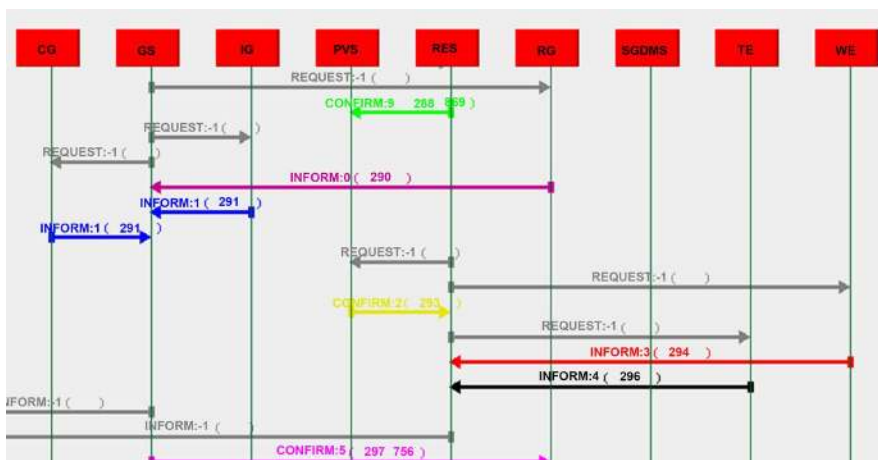 CG GS IG PVS RES RG SGDMS TE WE
REQUEST:-1 ( )
CONFIRM:9 288 869 )
REQUEST:-1 ( )
REQUEST:-1 ( )
INFORM:0 ( 290 )
INFORM:1 ( 291 )
INFORM:1 ( 291 )
REQUEST:-1 ( )
REQUEST:-1 ( )
CONFIRM:2 ( 293 )
REQUEST:-1 ( )
INFORM:3 ( 294 )
INFORM:4 ( 296 )
INFORM:-1 ( )
INFORM:-1 ( )
CONFIRM:5 ( 297 756 )